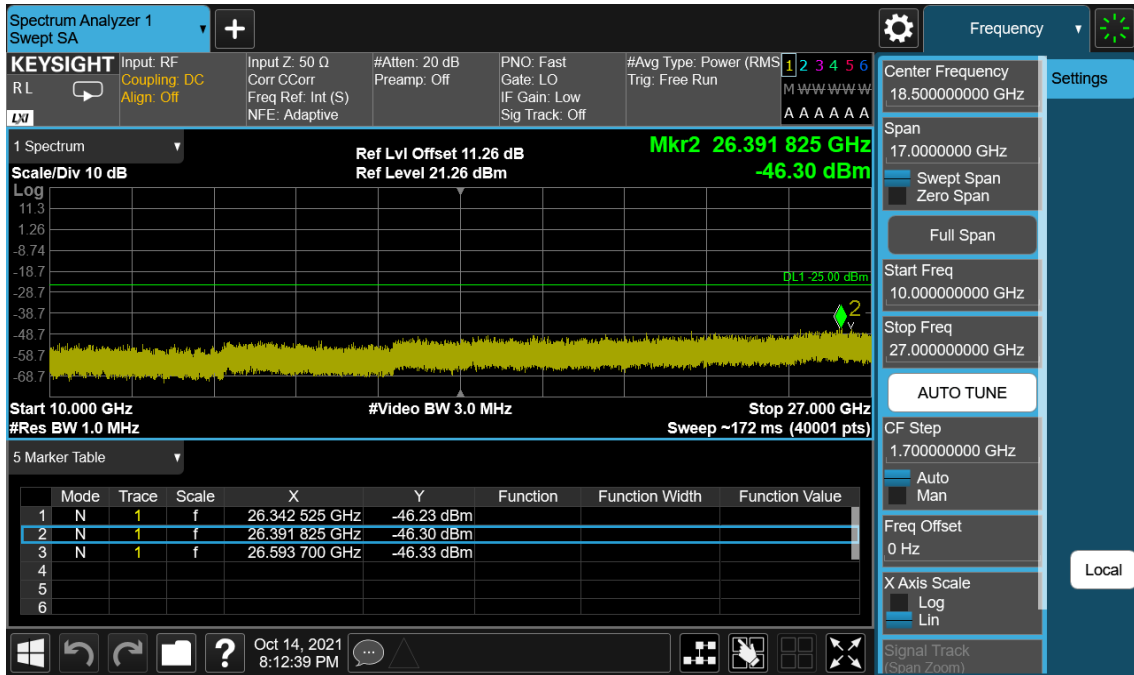 Spectrum Analyzer 1
Swept SA
+
Frequency
KEYSIGHT
R L
LXI
Input: RF
Coupling: DC
Align: Off
Input Z: 50 Ω
Corr CCorr
Freq Ref: Int (S)
NFE: Adaptive
#Atten: 20 dB
Preamp: Off
PNO: Fast
Gate: LO
IF Gain: Low
Sig Track: Off
#Avg Type: Power (RMS
Trig: Free Run
1 2 3 4 5 6
M W W W W W
A A A A A A
1 Spectrum
Scale/Div 10 dB
Ref Lvl Offset 11.26 dB
Ref Level 21.26 dBm
Mkr2 26.391 825 GHz
-46.30 dBm
Log
11.3
1.26
-8.74
-18.7
-28.7
-38.7
-48.7
-58.7
-68.7
DL1 -25.00 dBm
2
Start 10.000 GHz
#Video BW 3.0 MHz
Stop 27.000 GHz
#Res BW 1.0 MHz
Sweep ~172 ms (40001 pts)
5 Marker Table
Mode Trace Scale X Y Function Function Width Function Value
1 N 1 f 26.342 525 GHz -46.23 dBm
2 N 1 f 26.391 825 GHz -46.30 dBm
3 N 1 f 26.593 700 GHz -46.33 dBm
4
5
6
?
Oct 14, 2021
8:12:39 PM
Center Frequency
18.500000000 GHz
Span
17.0000000 GHz
Swept Span
Zero Span
Full Span
Start Freq
10.000000000 GHz
Stop Freq
27.000000000 GHz
AUTO TUNE
CF Step
1.700000000 GHz
Auto
Man
Freq Offset
0 Hz
X Axis Scale
Log
Lin
Signal Track
(Span Zoom)
Settings
Local